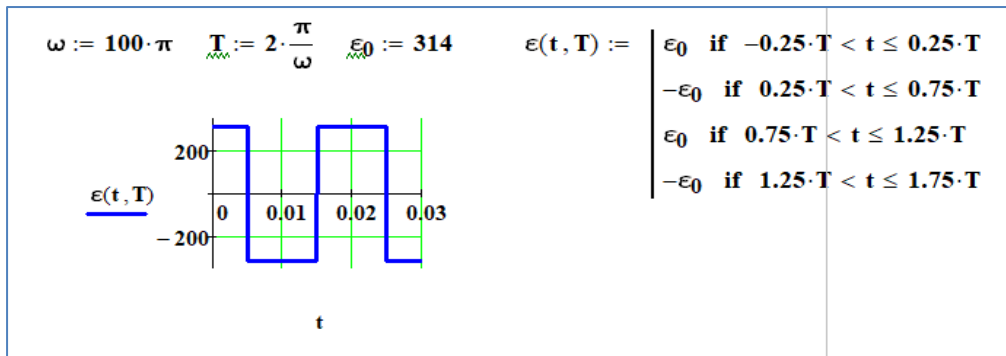 ω := 100·π T := 2·π/ω ε₀ := 314 ε(t,T) := ε₀ if −0.25·T < t ≤ 0.25·T
−ε₀ if 0.25·T < t ≤ 0.75·T
ε₀ if 0.75·T < t ≤ 1.25·T
−ε₀ if 1.25·T < t ≤ 1.75·T
200
ε(t,T)
0 0.01 0.02 0.03
−200
t